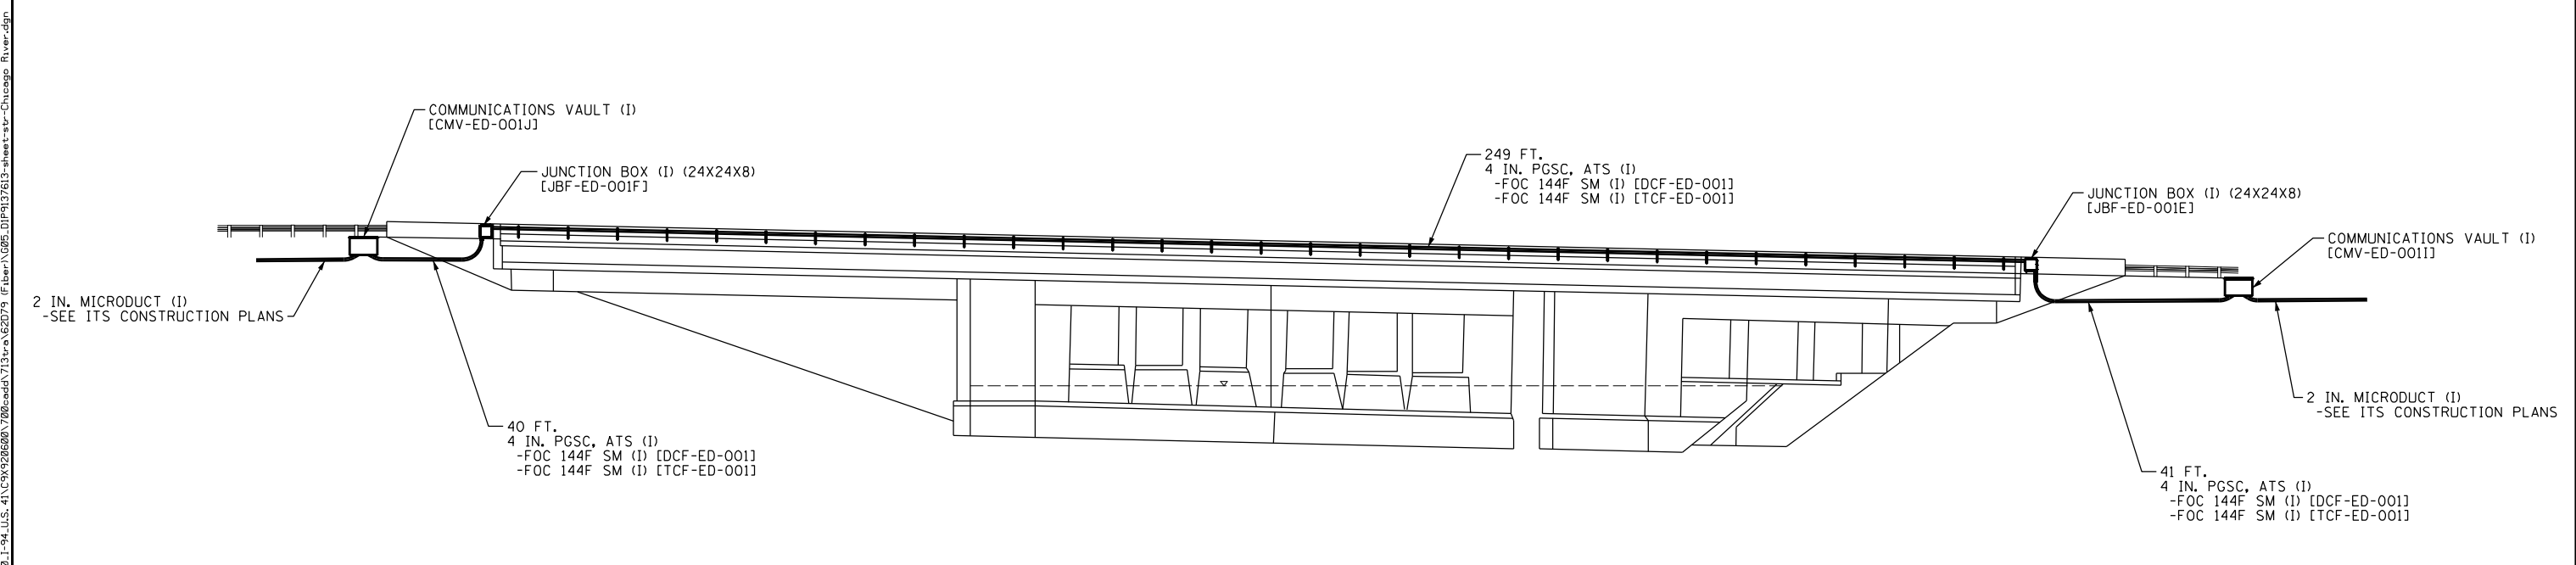 COMMUNICATIONS VAULT (I)
[CMV-ED-001J]
JUNCTION BOX (I) (24X24X8)
[JBF-ED-001F]
249 FT.
4 IN. PGSC, ATS (I)
-FOC 144F SM (I) [DCF-ED-001]
-FOC 144F SM (I) [TCF-ED-001]
JUNCTION BOX (I) (24X24X8)
[JBF-ED-001E]
COMMUNICATIONS VAULT (I)
[CMV-ED-001I]
2 IN. MICRODUCT (I)
-SEE ITS CONSTRUCTION PLANS
40 FT.
4 IN. PGSC, ATS (I)
-FOC 144F SM (I) [DCF-ED-001]
-FOC 144F SM (I) [TCF-ED-001]
2 IN. MICRODUCT (I)
-SEE ITS CONSTRUCTION PLANS
41 FT.
4 IN. PGSC, ATS (I)
-FOC 144F SM (I) [DCF-ED-001]
-FOC 144F SM (I) [TCF-ED-001]